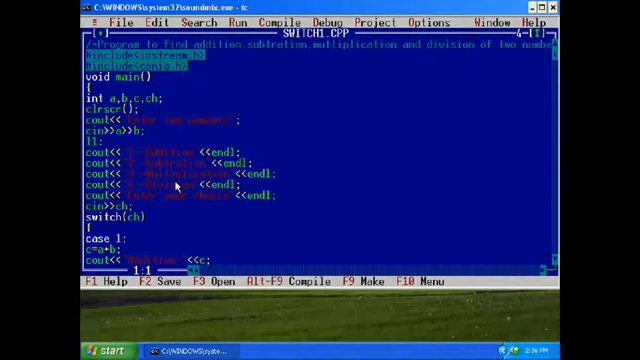 C:\WINDOWS\system32\soundmix.exe - tc
File Edit Search Run Compile Debug Project Options Window Help
SWITCH1.CPP 4
/*Program to find addition,subtration,mutliplication and division of two numbe
#include<iostream.h>
#include<conio.h>
void main()
{
int a,b,c,ch;
clrscr();
cout<<"Enter two numbers";
cin>>a>>b;
l1:
cout<<"1-Addition"<<endl;
cout<<"2-Subtration"<<endl;
cout<<"3-Multiplication"<<endl;
cout<<"4-Division"<<endl;
cout<<"Enter your choice"<<endl;
cin>>ch;
switch(ch)
{
case 1:
c=a+b;
cout<<"Addition "<<c;
1:1
F1 Help F2 Save F3 Open Alt-F9 Compile F9 Make F10 Menu
start C:\WINDOWS\syste... 2:36 PM